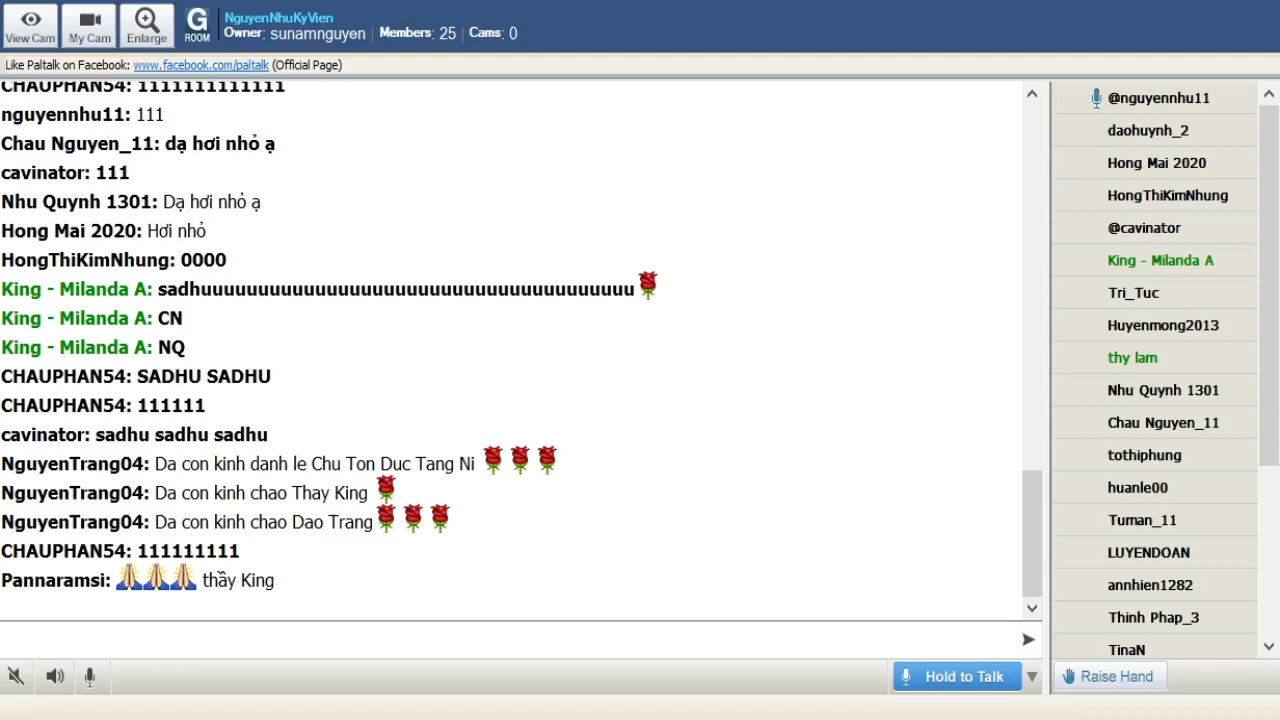 View Cam
My Cam
Enlarge
G
ROOM
NguyenNhuKyVien
Owner: sunamnguyen | Members: 25 | Cams: 0
Like Paltalk on Facebook: www.facebook.com/paltalk (Official Page)
CHAUPHAN54: 1111111111111
nguyennhu11: 111
Chau Nguyen_11: dạ hơi nhỏ ạ
cavinator: 111
Nhu Quynh 1301: Dạ hơi nhỏ ạ
Hong Mai 2020: Hơi nhỏ
HongThiKimNhung: 0000
King - Milanda A: sadhuuuuuuuuuuuuuuuuuuuuuuuuuuuuuuuuuuuuuu
King - Milanda A: CN
King - Milanda A: NQ
CHAUPHAN54: SADHU SADHU
CHAUPHAN54: 111111
cavinator: sadhu sadhu sadhu
NguyenTrang04: Da con kinh danh le Chu Ton Duc Tang Ni
NguyenTrang04: Da con kinh chao Thay King
NguyenTrang04: Da con kinh chao Dao Trang
CHAUPHAN54: 111111111
Pannaramsi: thầy King
Hold to Talk
@nguyennhu11
daohuynh_2
Hong Mai 2020
HongThiKimNhung
@cavinator
King - Milanda A
Tri_Tuc
Huyenmong2013
thy lam
Nhu Quynh 1301
Chau Nguyen_11
tothiphung
huanle00
Tuman_11
LUYENDOAN
annhien1282
Thinh Phap_3
TinaN
Raise Hand